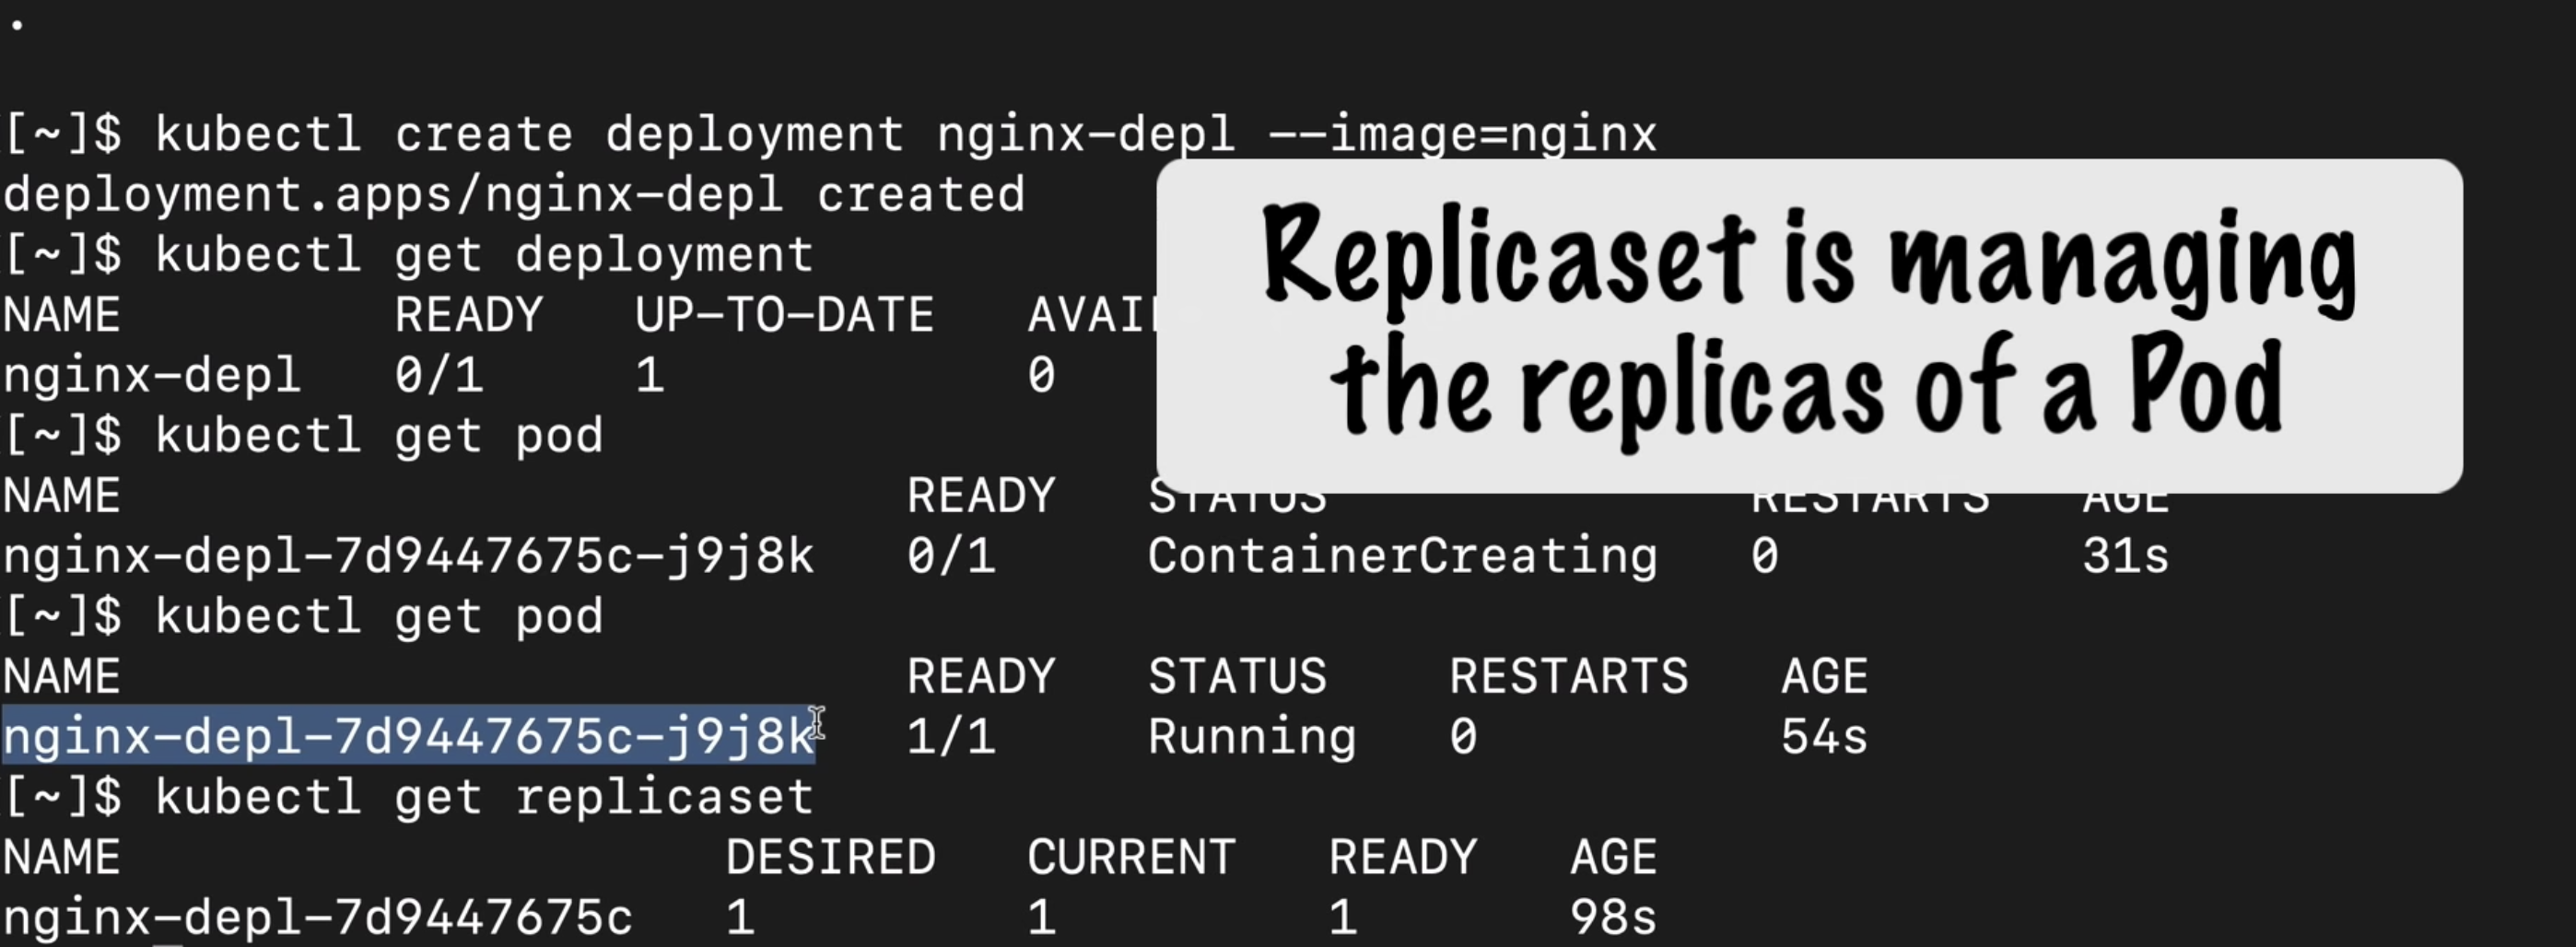 .
[~]$ kubectl create deployment nginx-depl --image=nginx
deployment.apps/nginx-depl created
[~]$ kubectl get deployment
NAME READY UP-TO-DATE
nginx-depl 0/1 1 0
Replicaset is managing
the replicas of a Pod
[~]$ kubectl get pod
NAME READY STATUS RESTARTS AGE
nginx-depl-7d9447675c-j9j8k 0/1 ContainerCreating 0 31s
[~]$ kubectl get pod
NAME READY STATUS RESTARTS AGE
nginx-depl-7d9447675c-j9j8k 1/1 Running 0 54s
[~]$ kubectl get replicaset
NAME DESIRED CURRENT READY AGE
nginx-depl-7d9447675c 1 1 1 98s